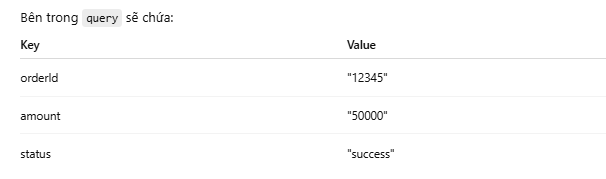 Bên trong query sẽ chứa:
Key Value
orderId "12345"
amount "50000"
status "success"